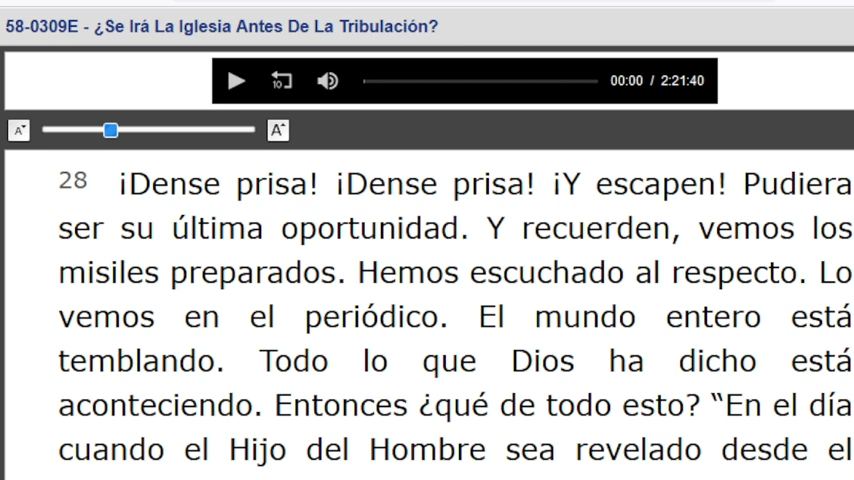 58-0309E - ¿Se Irá La Iglesia Antes De La Tribulación?
10
00:00 / 2:21:40
A
A
28 ¡Dense prisa! ¡Dense prisa! ¡Y escapen! Pudiera
ser su última oportunidad. Y recuerden, vemos los
misiles preparados. Hemos escuchado al respecto. Lo
vemos en el periódico. El mundo entero está
temblando. Todo lo que Dios ha dicho está
aconteciendo. Entonces ¿qué de todo esto? “En el día
cuando el Hijo del Hombre sea revelado desde el